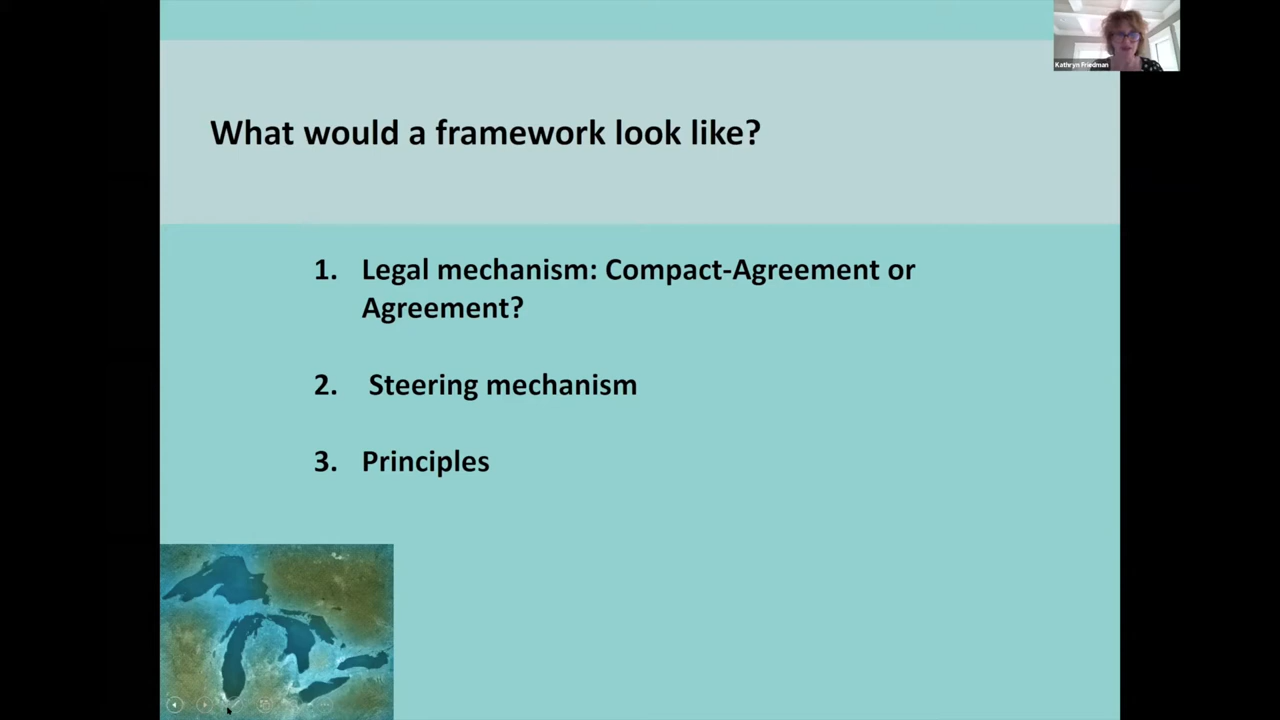 Kathryn Friedman
What would a framework look like?
1. Legal mechanism: Compact-Agreement or
Agreement?
2. Steering mechanism
3. Principles